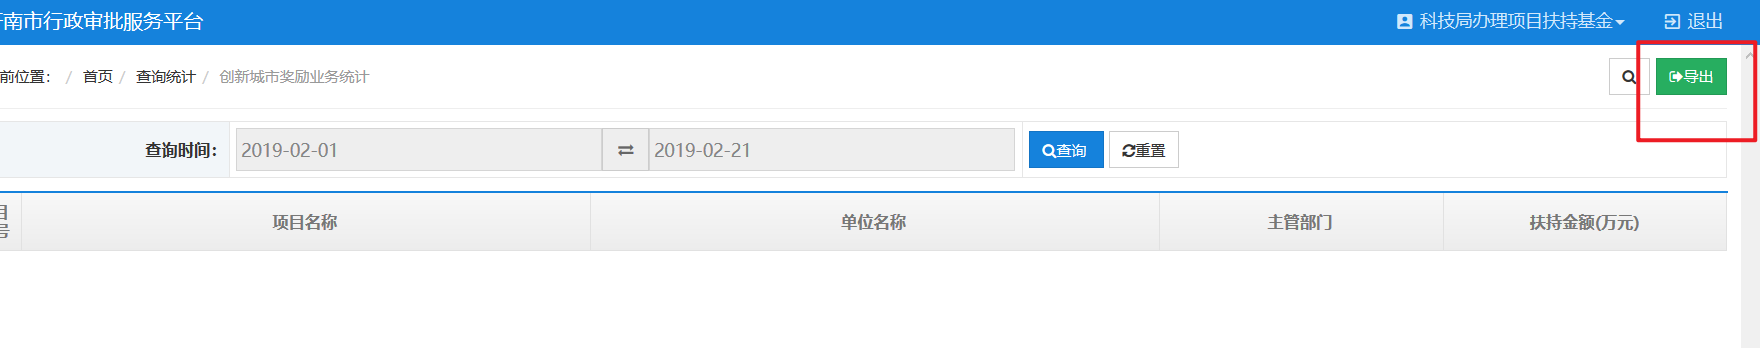 南市行政审批服务平台
科技局办理项目扶持基金
退出
前位置： / 首页 / 查询统计 / 创新城市奖励业务统计
导出
查询时间：
2019-02-01
2019-02-21
查询
重置
目
号
项目名称
单位名称
主管部门
扶持金额(万元)